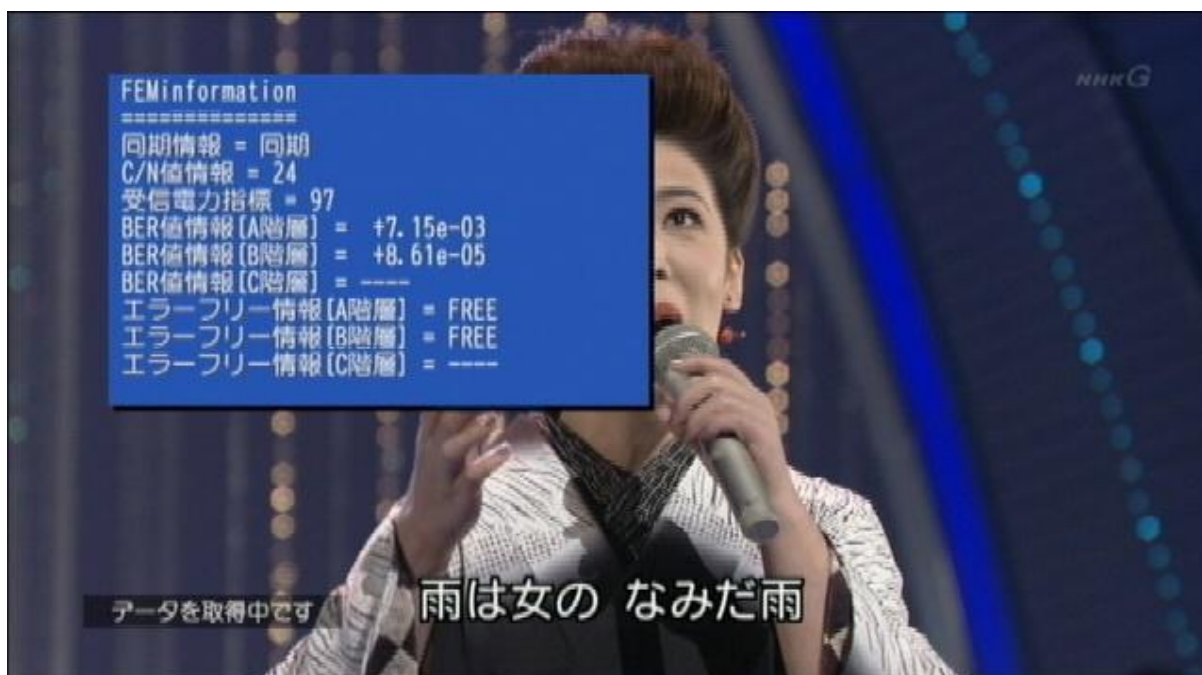 FEMinformation
==============
同期情報 = 同期
C/N値情報 = 24
受信電力指標 = 97
BER値情報[A階層] = +7.15e-03
BER値情報[B階層] = +8.61e-05
BER値情報[C階層] = ----
エラーフリー情報[A階層] = FREE
エラーフリー情報[B階層] = FREE
エラーフリー情報[C階層] = ----
NHK G
雨は女の なみだ雨
データを取得中です